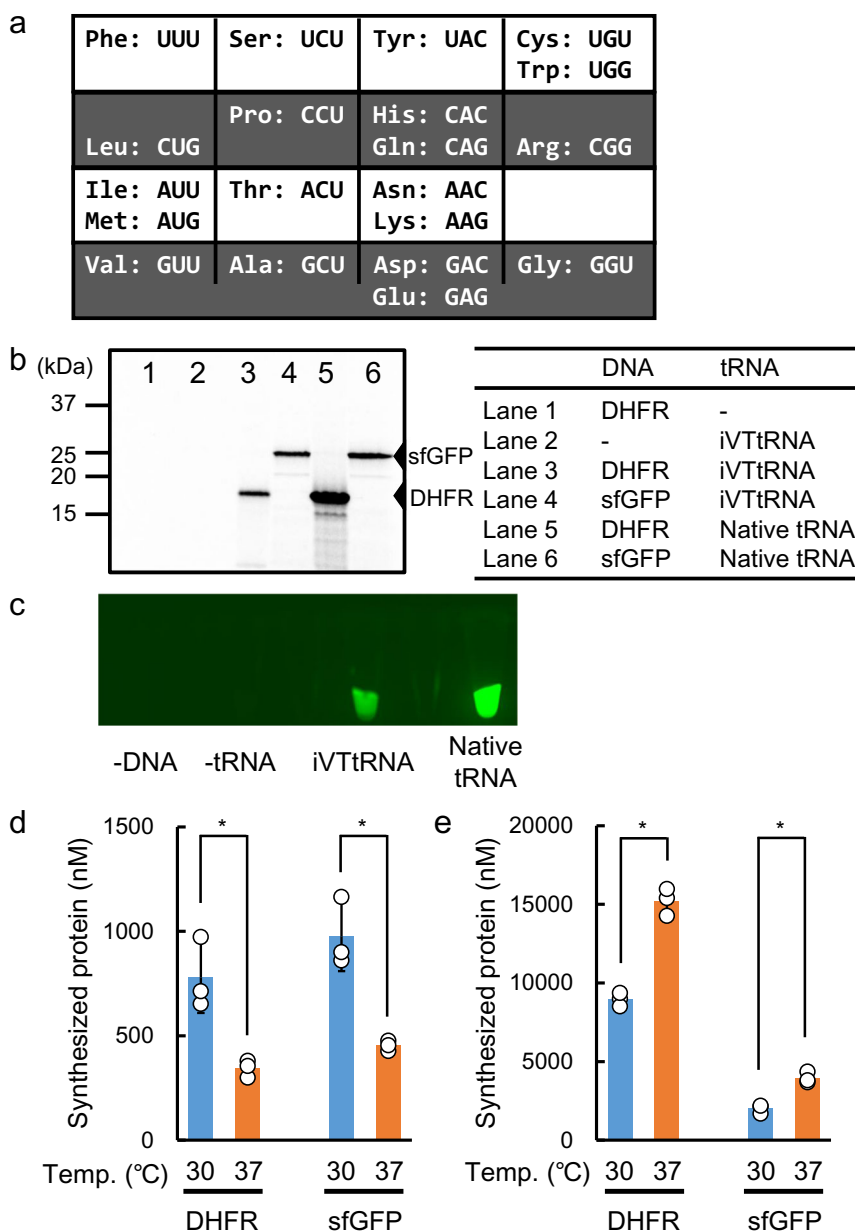 a
Phe: UUU Ser: UCU Tyr: UAC Cys: UGU
Trp: UGG
Pro: CCU His: CAC
Leu: CUG Gln: CAG Arg: CGG
Ile: AUU Thr: ACU Asn: AAC
Met: AUG Lys: AAG
Val: GUU Ala: GCU Asp: GAC Gly: GGU
Glu: GAG
b (kDa) 1 2 3 4 5 6
37
25
20
15
sfGFP
DHFR
DNA tRNA
Lane 1 DHFR -
Lane 2 - iVTtRNA
Lane 3 DHFR iVTtRNA
Lane 4 sfGFP iVTtRNA
Lane 5 DHFR Native tRNA
Lane 6 sfGFP Native tRNA
c
-DNA -tRNA iVTtRNA Native
tRNA
d
Synthesized protein (nM)
1500
1000
500
0
* *
Temp. (℃) 30 37 30 37
DHFR sfGFP
e
Synthesized protein (nM)
20000
15000
10000
5000
0
* *
Temp. (℃) 30 37 30 37
DHFR sfGFP